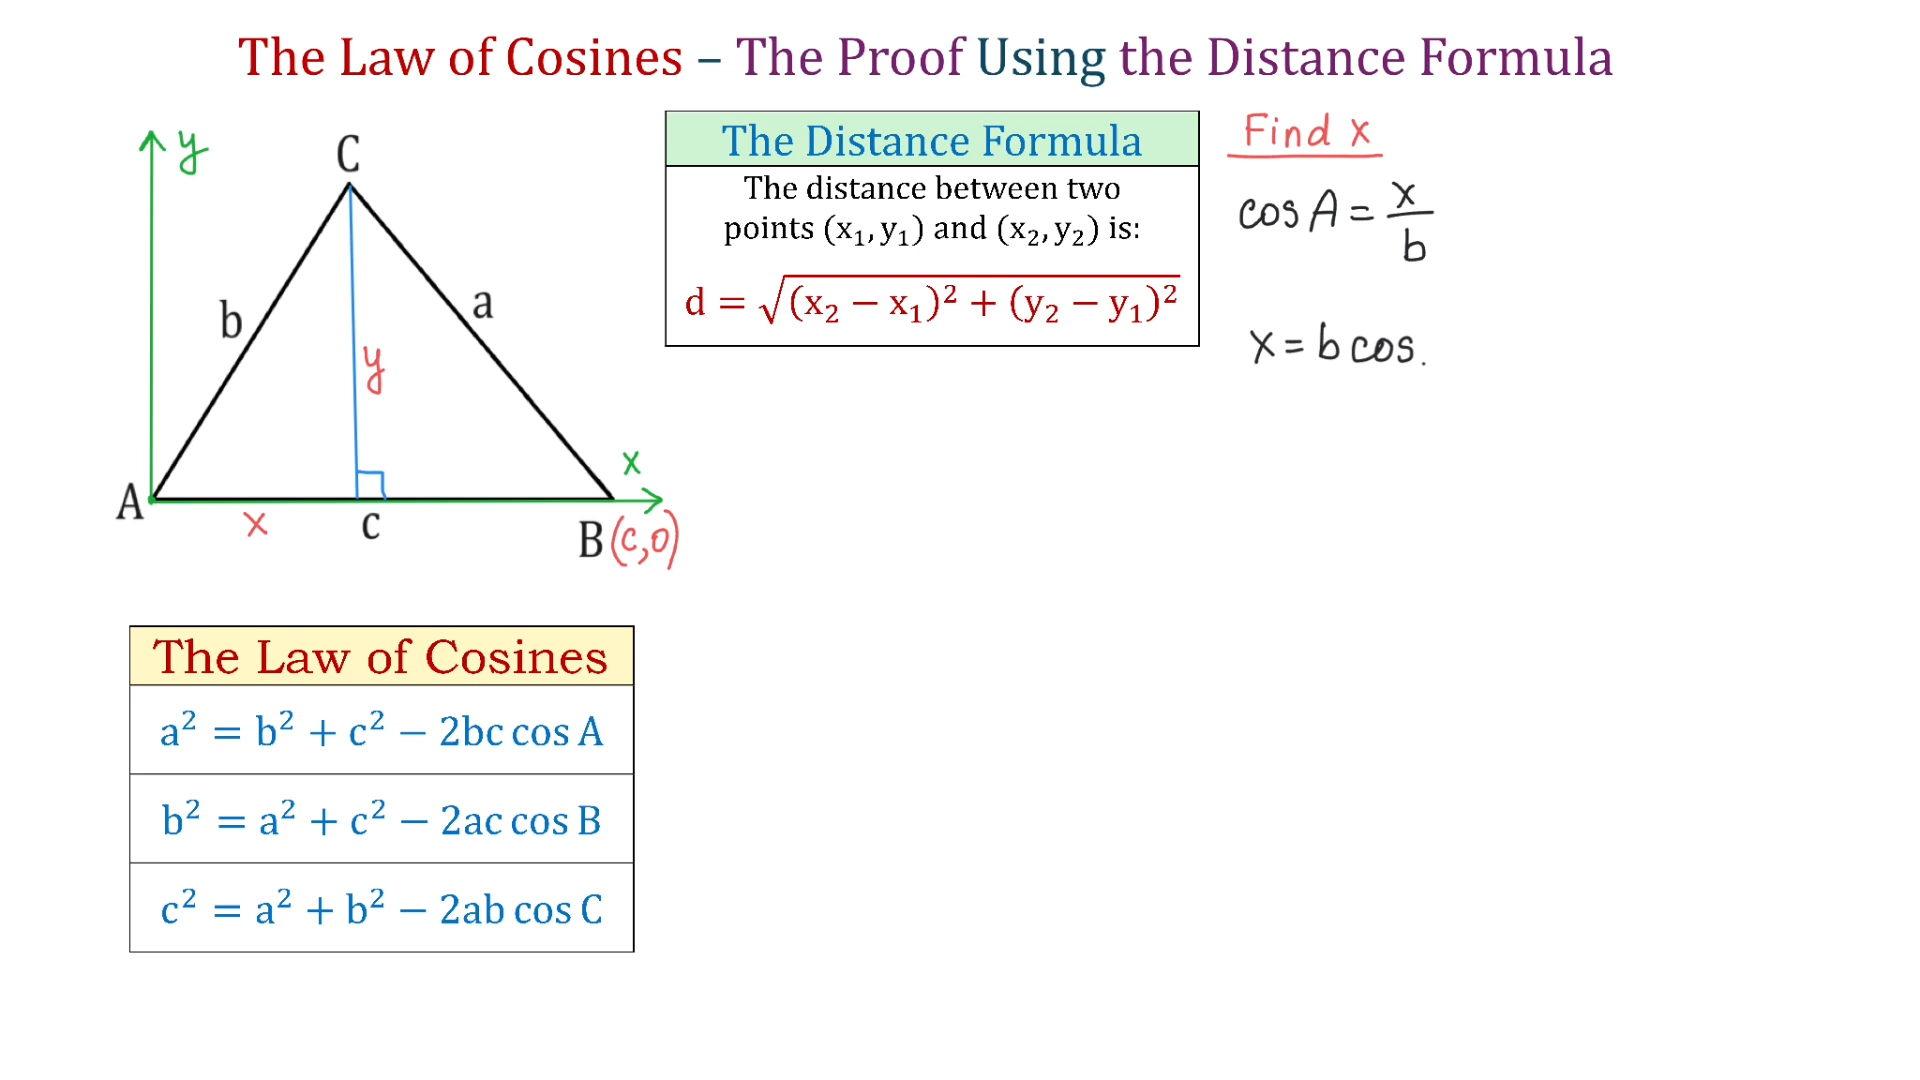 The Law of Cosines – The Proof Using the Distance Formula
y
C
b
a
y
x
A
x
c
B (c,0)
The Distance Formula
The distance between two
points (x₁, y₁) and (x₂, y₂) is:
d = √(x₂ − x₁)² + (y₂ − y₁)²
Find x
cos A = x/b
x = b cos.
The Law of Cosines
a² = b² + c² − 2bc cos A
b² = a² + c² − 2ac cos B
c² = a² + b² − 2ab cos C